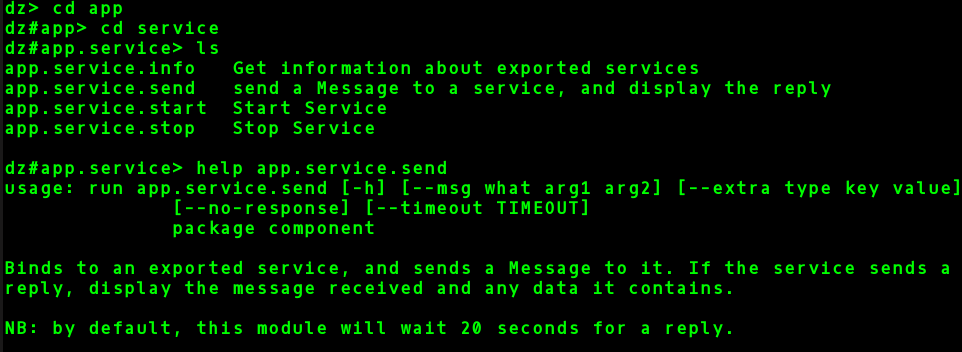 dz> cd app
dz#app> cd service
dz#app.service> ls
app.service.info   Get information about exported services
app.service.send   send a Message to a service, and display the reply
app.service.start  Start Service
app.service.stop   Stop Service

dz#app.service> help app.service.send
usage: run app.service.send [-h] [--msg what arg1 arg2] [--extra type key value]
              [--no-response] [--timeout TIMEOUT]
              package component

Binds to an exported service, and sends a Message to it. If the service sends a
reply, display the message received and any data it contains.

NB: by default, this module will wait 20 seconds for a reply.